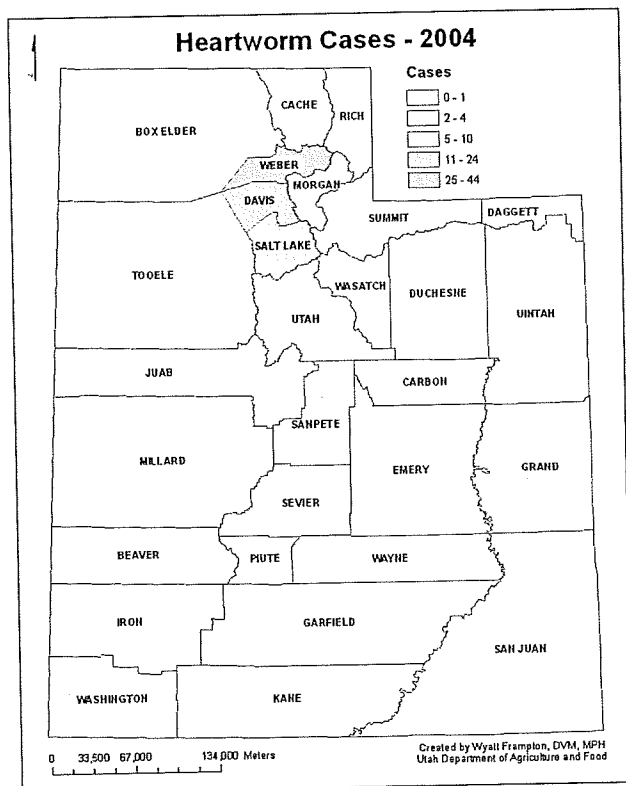 Heartworm Cases - 2004
Cases
0 - 1
2 - 4
5 - 10
11 - 24
25 - 44
CACHE
RICH
BOX ELDER
WEBER
MORGAN
DAVIS
SUMMIT
DAGGETT
SALT LAKE
TOOELE
WASATCH
DUCHESNE
UINTAH
UTAH
JUAB
CARBON
SANPETE
MILLARD
EMERY
GRAND
SEVIER
BEAVER
PIUTE
WAYNE
IRON
GARFIELD
SAN JUAN
WASHINGTON
KANE
0 33,500 67,000 134,000 Meters
Created by Wyatt Frampton, DVM, MPH
Utah Department of Agriculture and Food